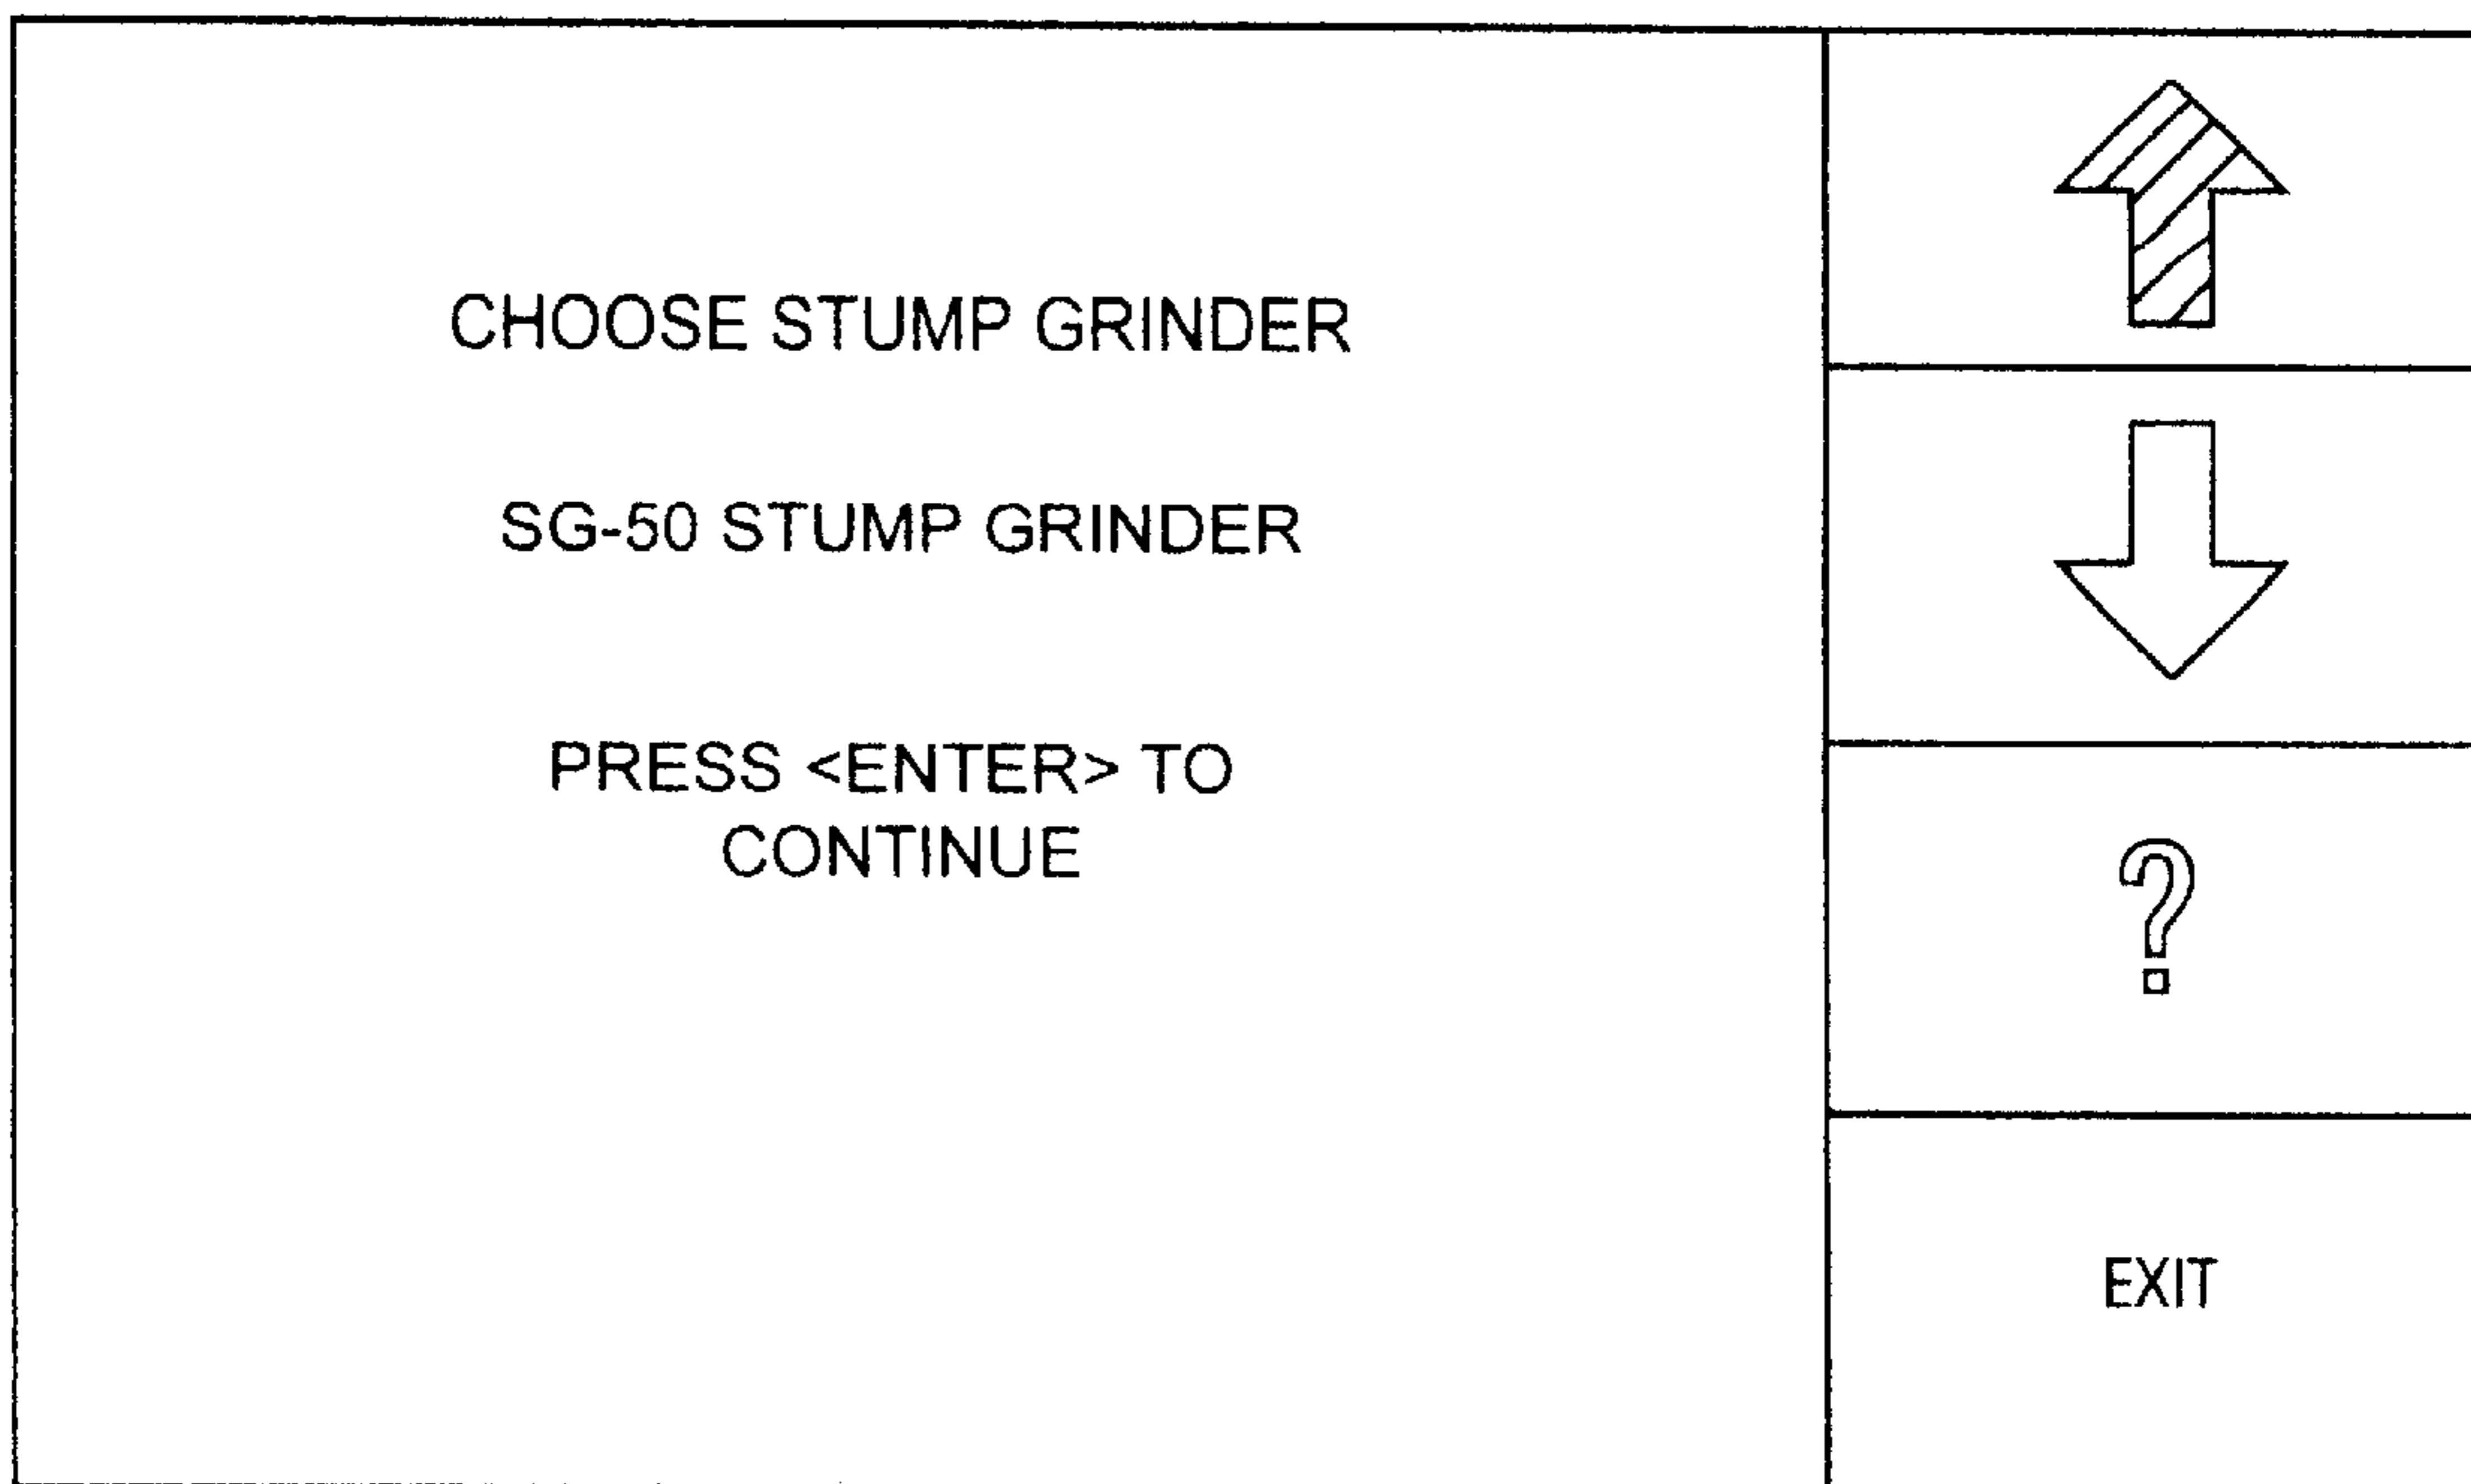 CHOOSE STUMP GRINDER
SG-50 STUMP GRINDER
PRESS <ENTER> TO
CONTINUE
?
EXIT